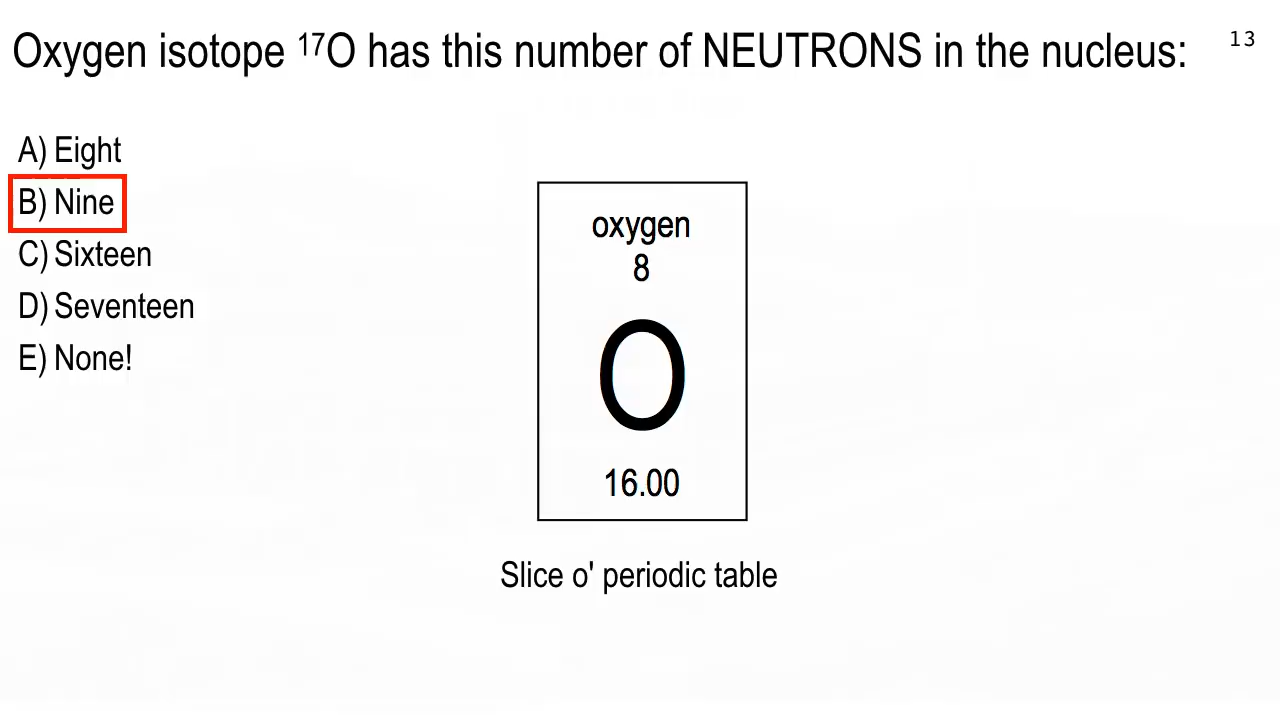 Oxygen isotope ¹⁷O has this number of NEUTRONS in the nucleus:
13
A) Eight
B) Nine
C) Sixteen
D) Seventeen
E) None!
oxygen
8
O
16.00
Slice o' periodic table